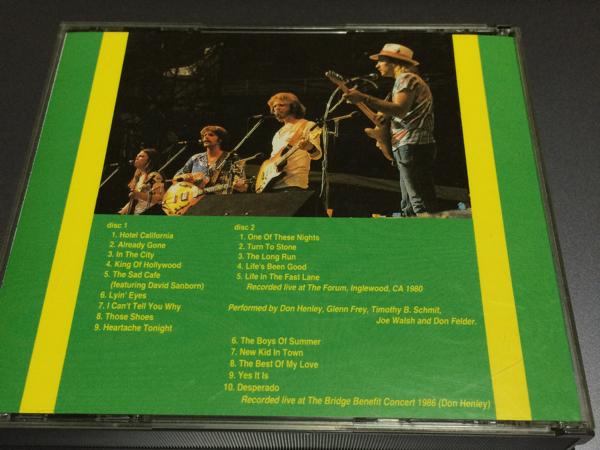 disc 1
1. Hotel California
2. Already Gone
3. In The City
4. King Of Hollywood
5. The Sad Cafe
(featuring David Sanborn)
6. Lyin' Eyes
7. I Can't Tell You Why
8. Those Shoes
9. Heartache Tonight
disc 2
1. One Of These Nights
2. Turn To Stone
3. The Long Run
4. Life's Been Good
5. Life In The Fast Lane
Recorded live at The Forum, Inglewood, CA 1980
Performed by Don Henley, Glenn Frey, Timothy B. Schmit,
Joe Walsh and Don Felder.
6. The Boys Of Summer
7. New Kid In Town
8. The Best Of My Love
9. Yes It Is
10. Desperado
Recorded live at The Bridge Benefit Concert 1986 (Don Henley)